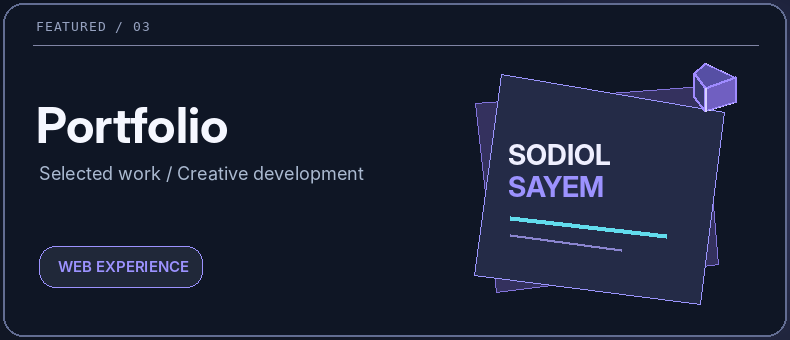 FEATURED / 03
Portfolio
Selected work / Creative development
WEB EXPERIENCE
SODIOL
SAYEM